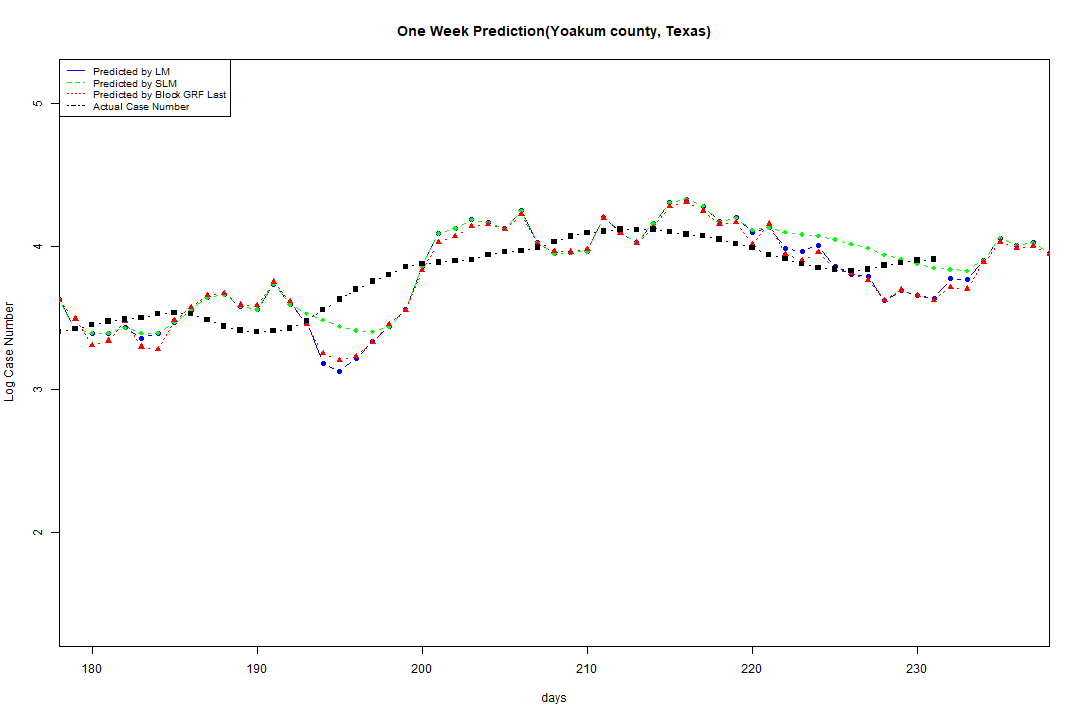 One Week Prediction(Yoakum county, Texas)
Predicted by LM
Predicted by SLM
Predicted by Block GRF Last
Actual Case Number
5
4
3
2
Log Case Number
180 190 200 210 220 230
days